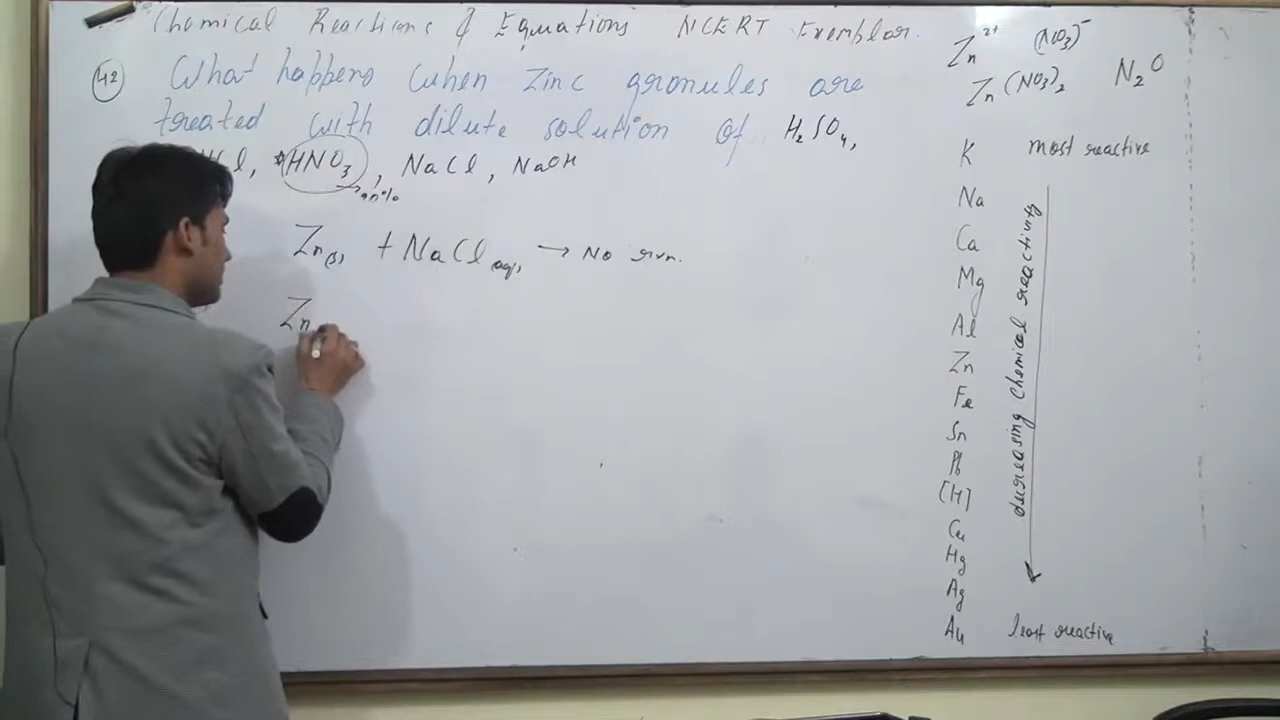 Chemical Reactions & Equations NCERT Exemplar.
42 What happens when Zinc granules are
treated with dilute solution of H₂SO₄,
HNO₃, NaCl, NaOH
Zn(s) + NaCl(aq) → No rxn.
Zn
Zn²⁺ (NO₃)⁻
Zn(NO₃)₂ N₂O
K most reactive
Na
Ca
Mg
Al
Zn
Fe
Sn
Pb
[H]
Cu
Hg
Ag
Au least reactive
decreasing chemical reactivity